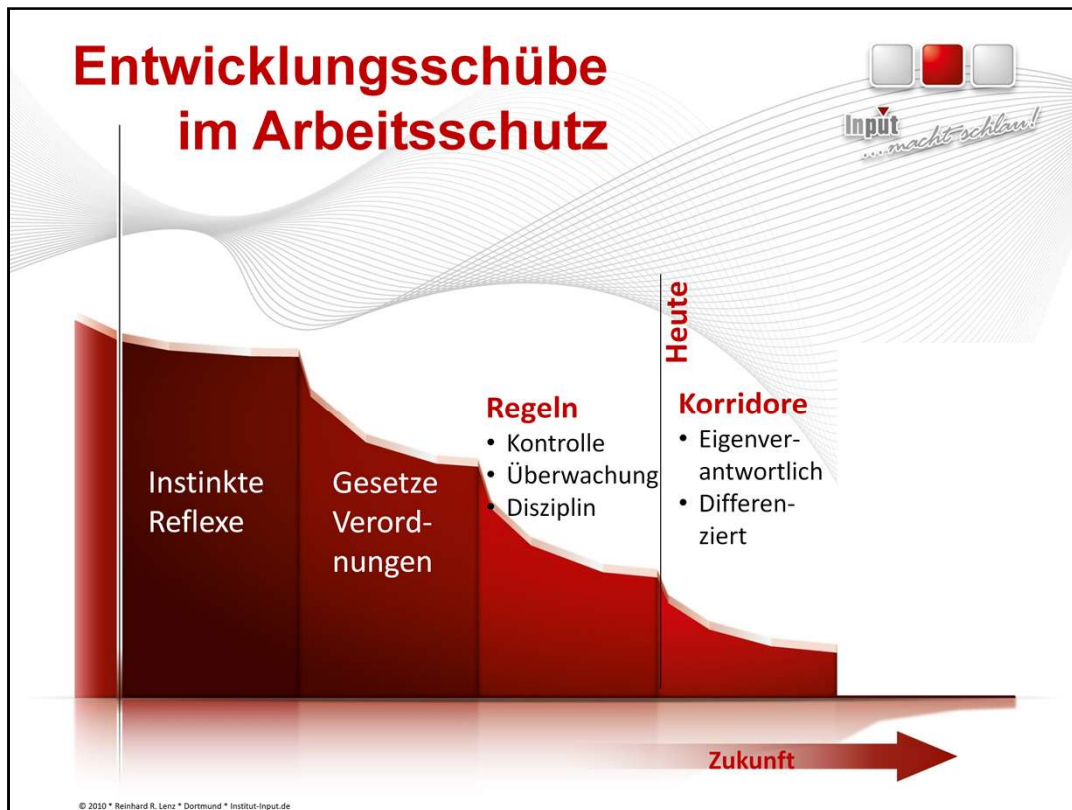 Entwicklungsschübe
im Arbeitsschutz
Input
... macht schlau!
Heute
Instinkte
Reflexe
Gesetze
Verord-
nungen
Regeln
• Kontrolle
• Überwachung
• Disziplin
Korridore
• Eigenver-
antwortlich
• Differen-
ziert
Zukunft
© 2010 * Reinhard R. Lenz * Dortmund * Institut-Input.de